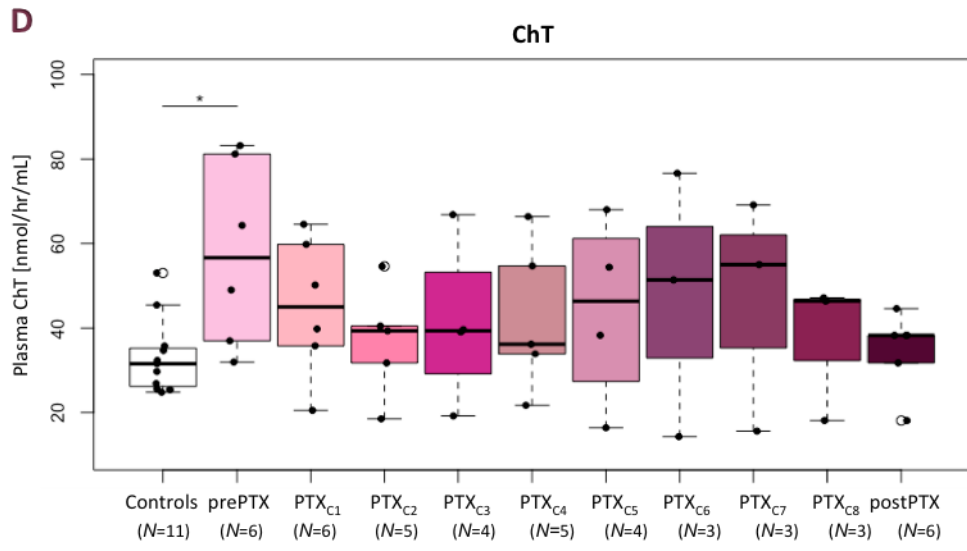 D
ChT
Plasma ChT [nmol/hr/mL]
100
80
60
40
20
*
Controls prePTX PTXC1 PTXC2 PTXC3 PTXC4 PTXC5 PTXC6 PTXC7 PTXC8 postPTX
(N=11) (N=6) (N=6) (N=5) (N=4) (N=5) (N=4) (N=3) (N=3) (N=3) (N=6)